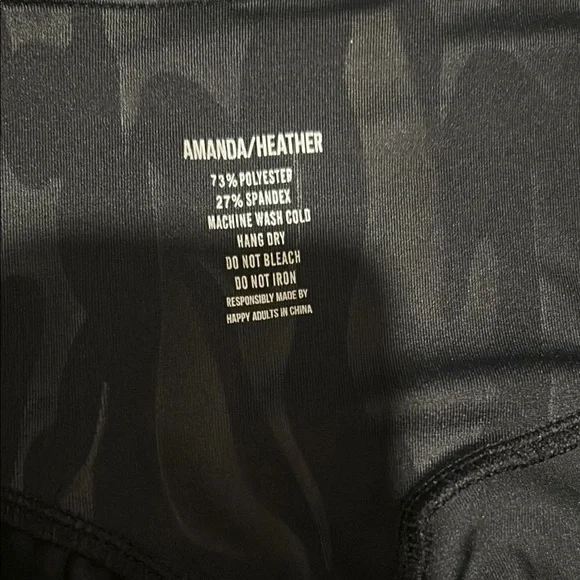 AMANDA/HEATHER
73% POLYESTER
27% SPANDEX
MACHINE WASH COLD
HANG DRY
DO NOT BLEACH
DO NOT IRON
RESPONSIBLY MADE BY
HAPPY ADULTS IN CHINA